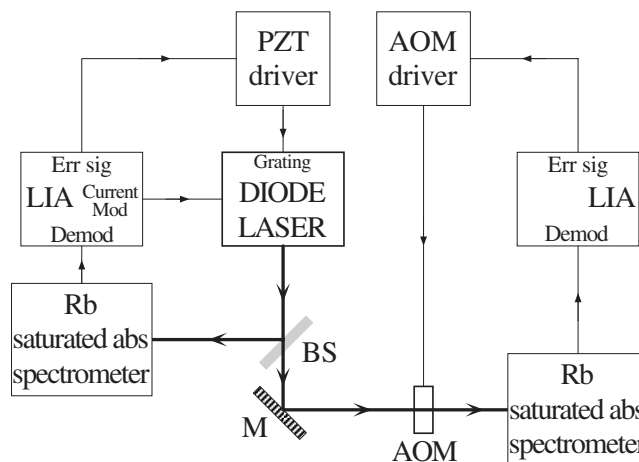 PZT
driver
AOM
driver
Err sig
LIA
Current
Mod
Demod
Grating
DIODE
LASER
Err sig
LIA
Demod
Rb
saturated abs
spectrometer
BS
M
AOM
Rb
saturated abs
spectrometer